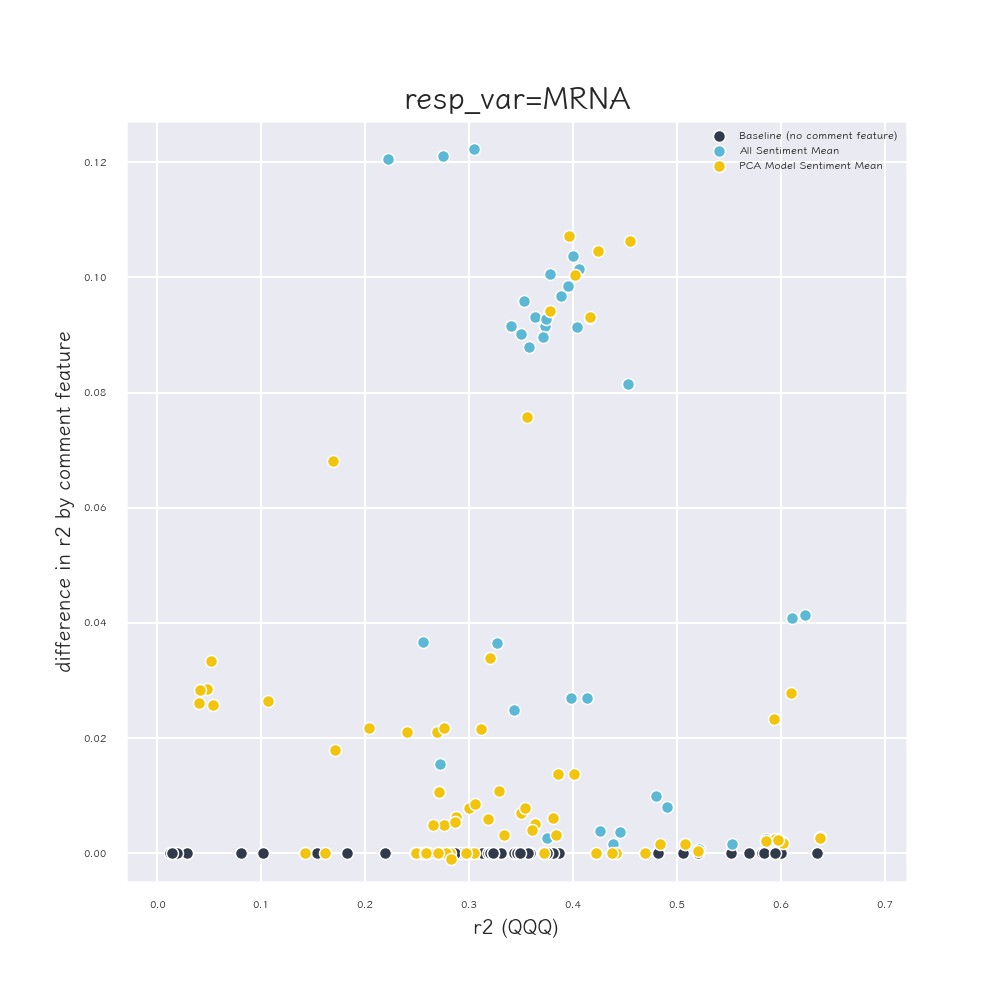 resp_var=MRNA
Baseline (no comment feature)
All Sentiment Mean
PCA Model Sentiment Mean
difference in r2 by comment feature
0.12
0.10
0.08
0.06
0.04
0.02
0.00
0.0 0.1 0.2 0.3 0.4 0.5 0.6 0.7
r2 (QQQ)